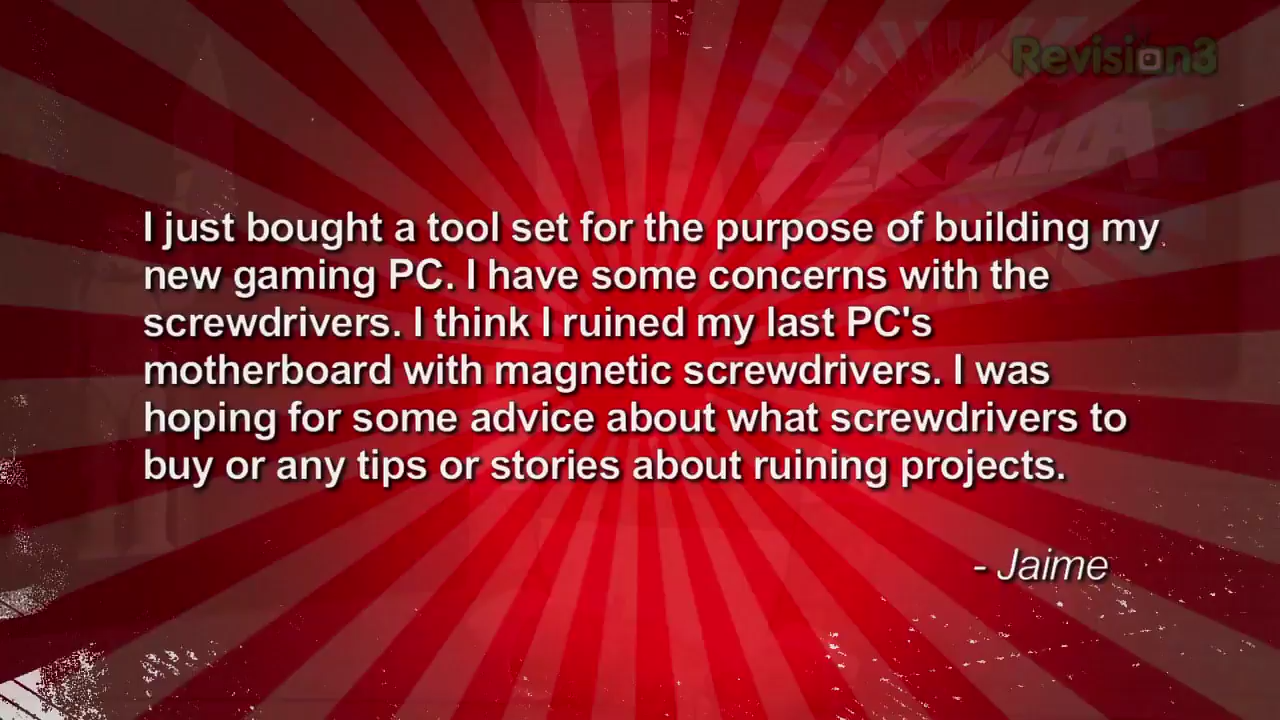 Revision3
TEKZILLA
I just bought a tool set for the purpose of building my
new gaming PC. I have some concerns with the
screwdrivers. I think I ruined my last PC's
motherboard with magnetic screwdrivers. I was
hoping for some advice about what screwdrivers to
buy or any tips or stories about ruining projects.
- Jaime